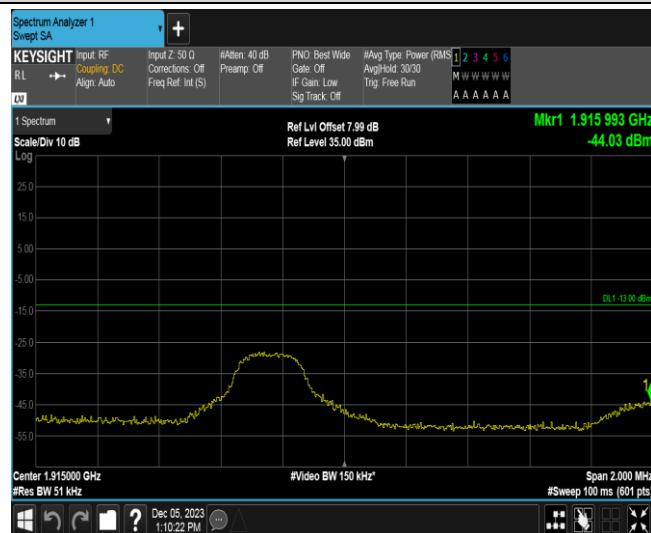 Spectrum Analyzer 1
Swept SA
+
KEYSIGHT
RL
Input: RF
Coupling: DC
Align: Auto
Input Z: 50 Ω
Corrections: Off
Freq Ref: Int (S)
#Atten: 40 dB
Preamp: Off
PNO: Best Wide
Gate: Off
IF Gain: Low
Sig Track: Off
#Avg Type: Power (RMS
Avg|Hold: 30/30
Trig: Free Run
1 2 3 4 5 6
M W W W W W
A A A A A A
LXI
1 Spectrum
Scale/Div 10 dB
Log
Ref Lvl Offset 7.99 dB
Ref Level 35.00 dBm
Mkr1 1.915 993 GHz
-44.03 dBm
25.0
15.0
5.00
-5.00
-15.0
-25.0
-35.0
-45.0
-55.0
DL1 -13.00 dBm
1
Center 1.915000 GHz
#Res BW 51 kHz
#Video BW 150 kHz*
Span 2.000 MHz
#Sweep 100 ms (601 pts
?
Dec 05, 2023
1:10:22 PM